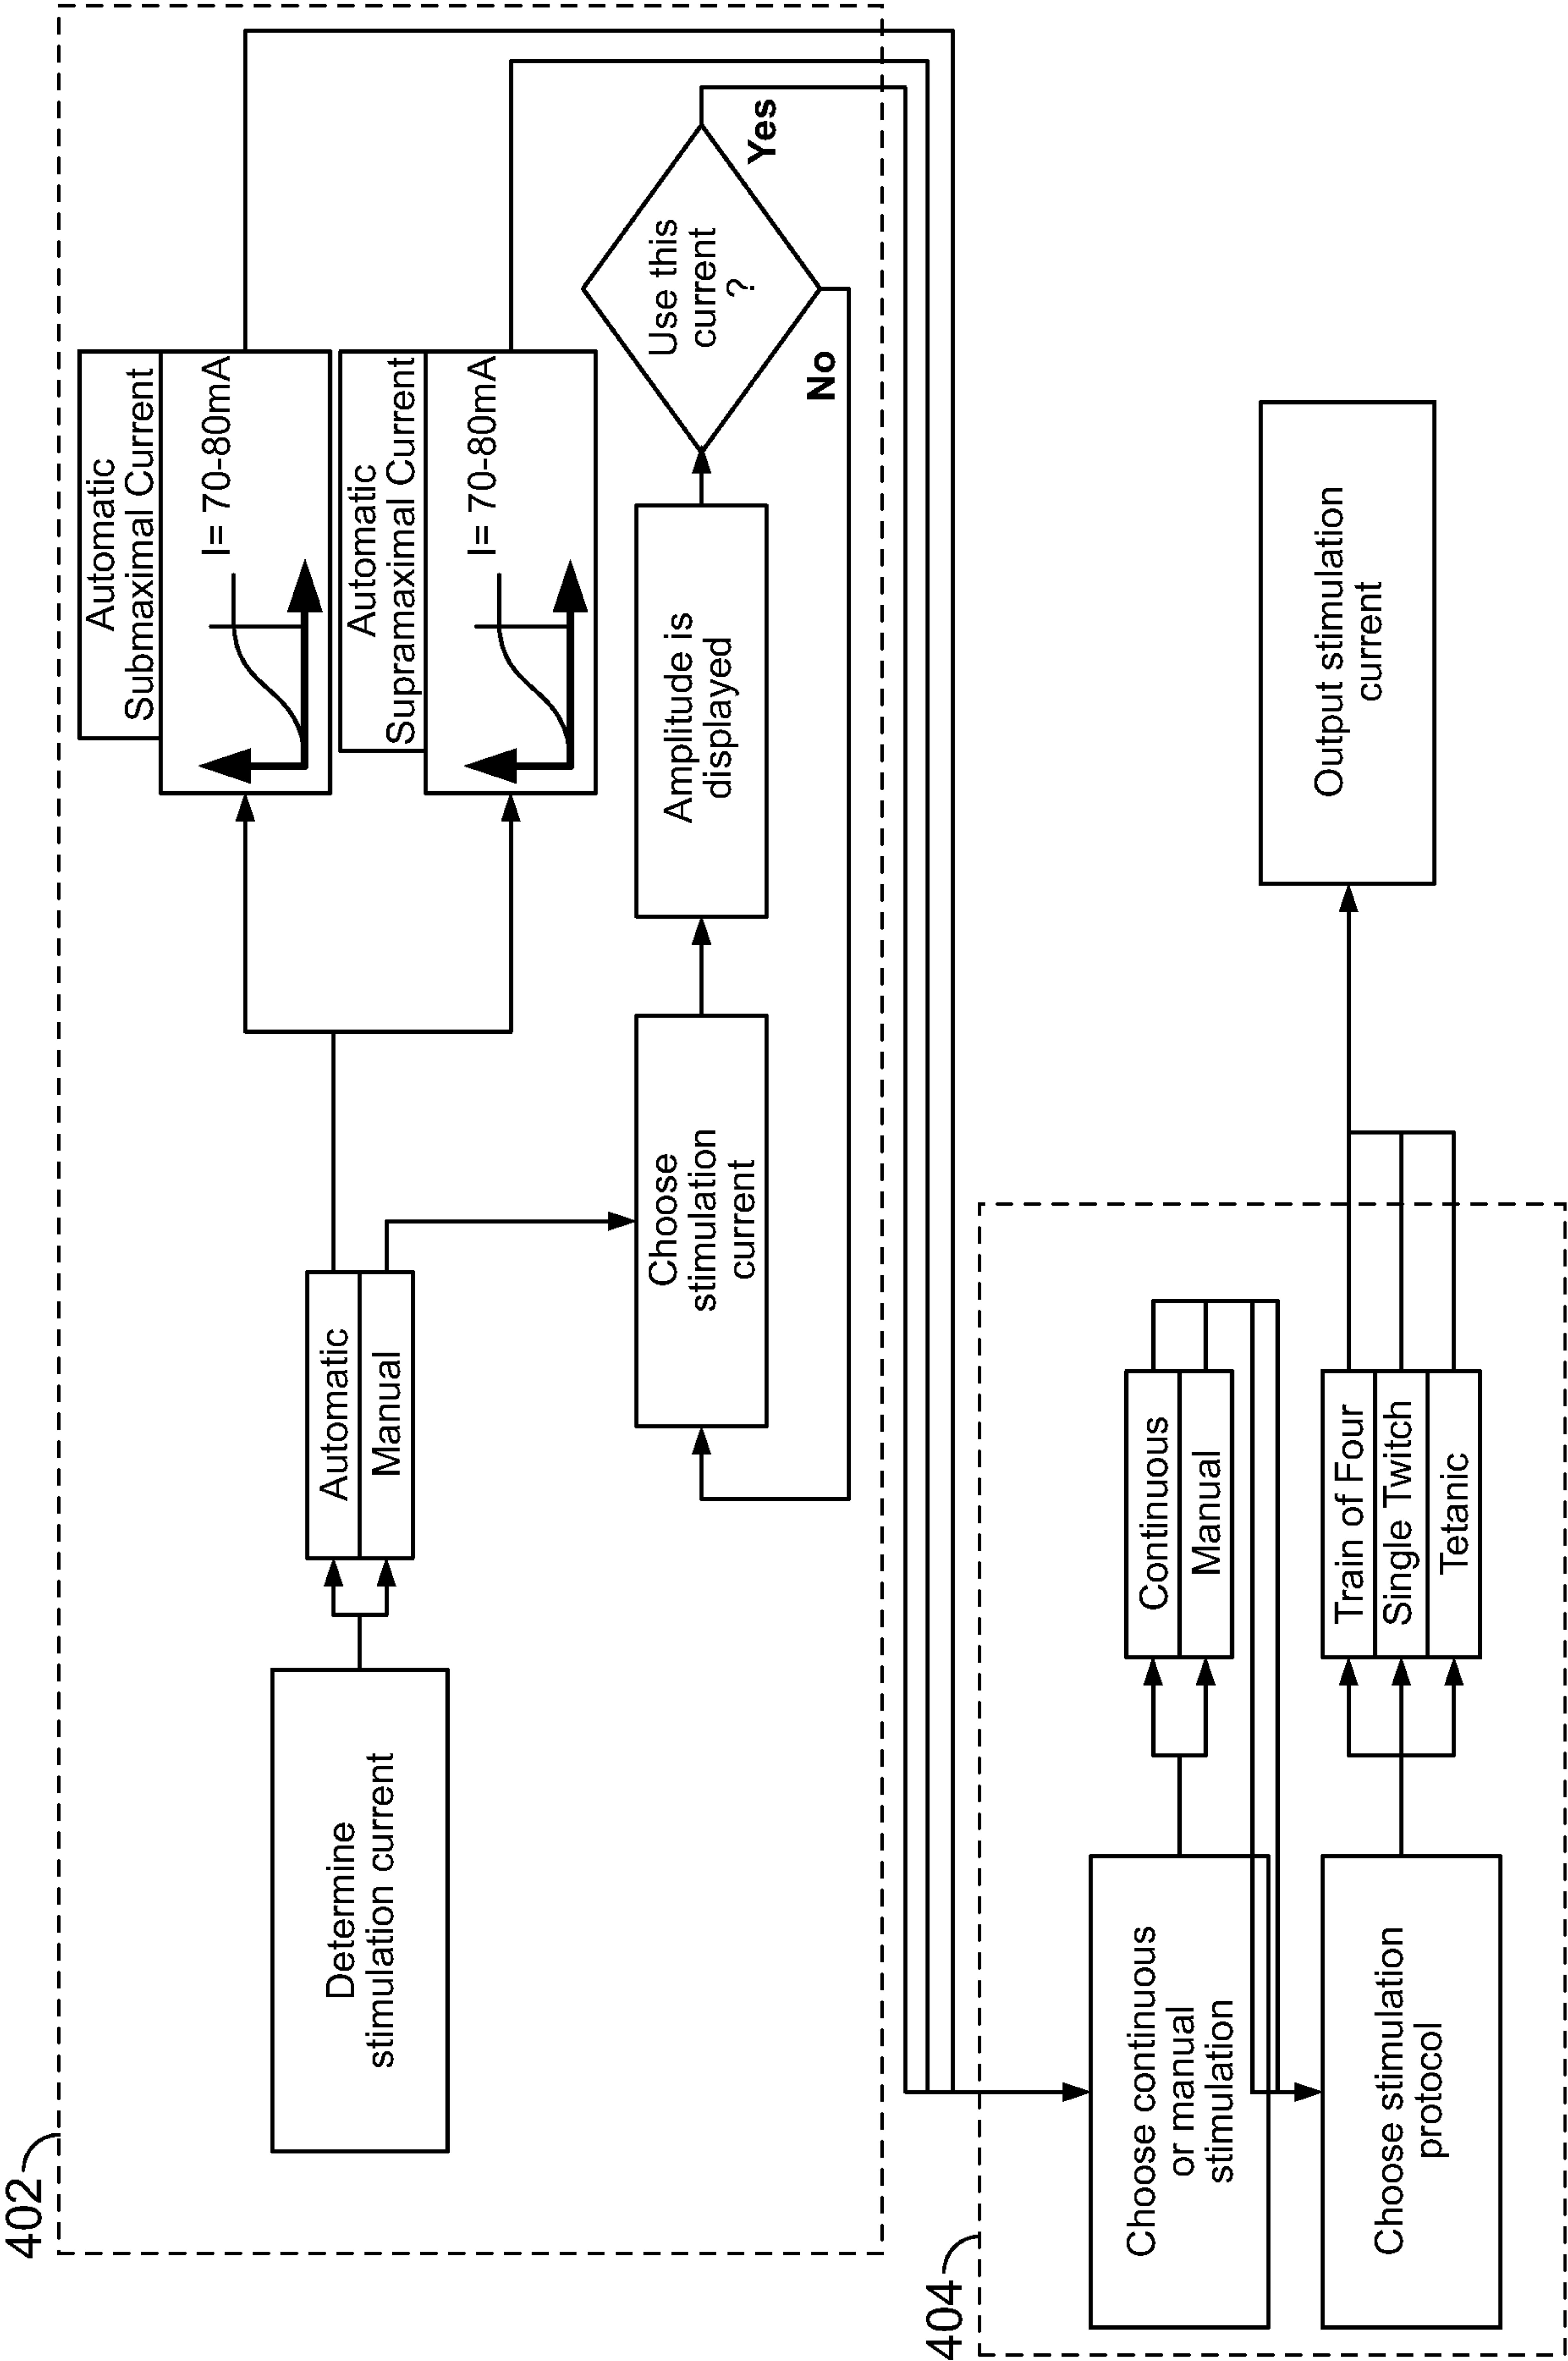 402
Determine
stimulation current
Automatic
Manual
Automatic
Submaximal Current
I= 70-80mA
Automatic
Supramaximal Current
I= 70-80mA
Choose
stimulation
current
Amplitude is
displayed
Use this
current
?
Yes
No
404
Choose continuous
or manual
stimulation
Continuous
Manual
Choose stimulation
protocol
Train of Four
Single Twitch
Tetanic
Output stimulation
current